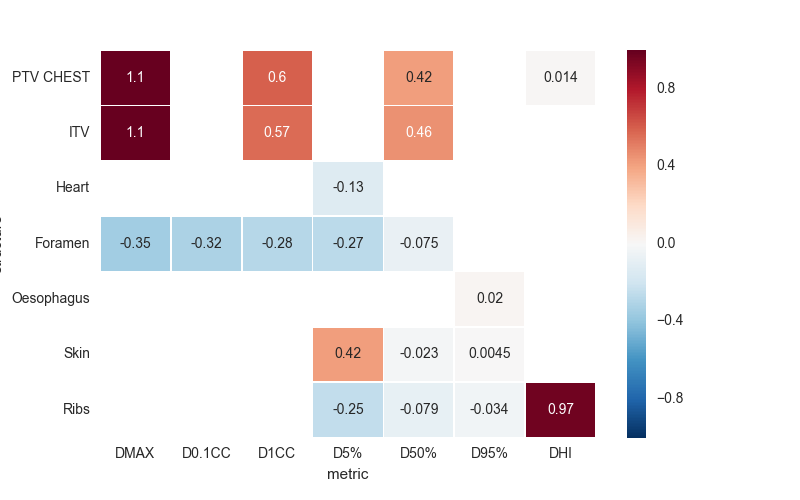 PTV CHEST 1.1 0.6 0.42 0.014
ITV 1.1 0.57 0.46
Heart -0.13
Foramen -0.35 -0.32 -0.28 -0.27 -0.075
Oesophagus 0.02
Skin 0.42 -0.023 0.0045
Ribs -0.25 -0.079 -0.034 0.97
DMAX D0.1CC D1CC D5% D50% D95% DHI
metric
0.8
0.4
0.0
−0.4
−0.8